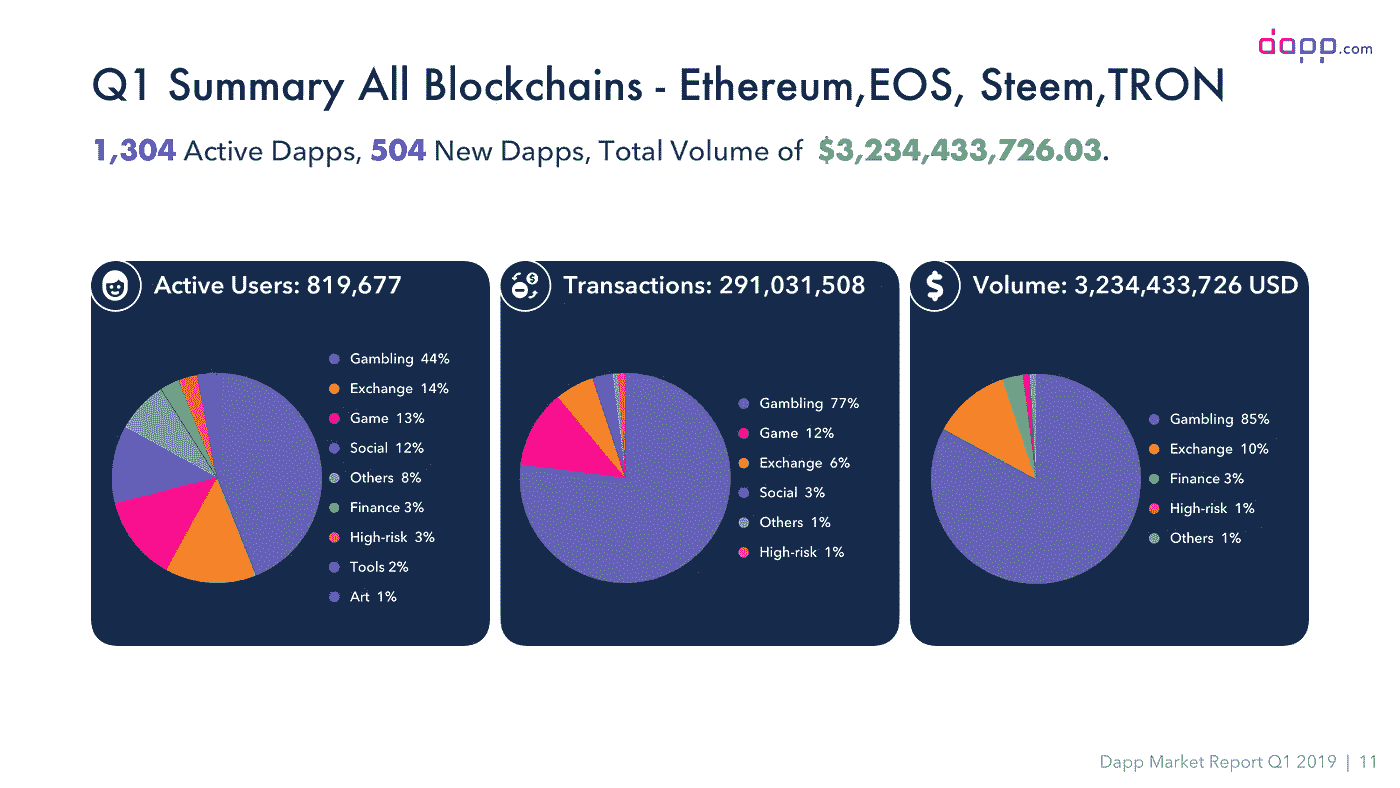 dapp.com
Q1 Summary All Blockchains - Ethereum,EOS, Steem,TRON
1,304 Active Dapps, 504 New Dapps, Total Volume of $3,234,433,726.03.
Active Users: 819,677
Gambling 44%
Exchange 14%
Game 13%
Social 12%
Others 8%
Finance 3%
High-risk 3%
Tools 2%
Art 1%
Transactions: 291,031,508
Gambling 77%
Game 12%
Exchange 6%
Social 3%
Others 1%
High-risk 1%
Volume: 3,234,433,726 USD
Gambling 85%
Exchange 10%
Finance 3%
High-risk 1%
Others 1%
Dapp Market Report Q1 2019 | 11